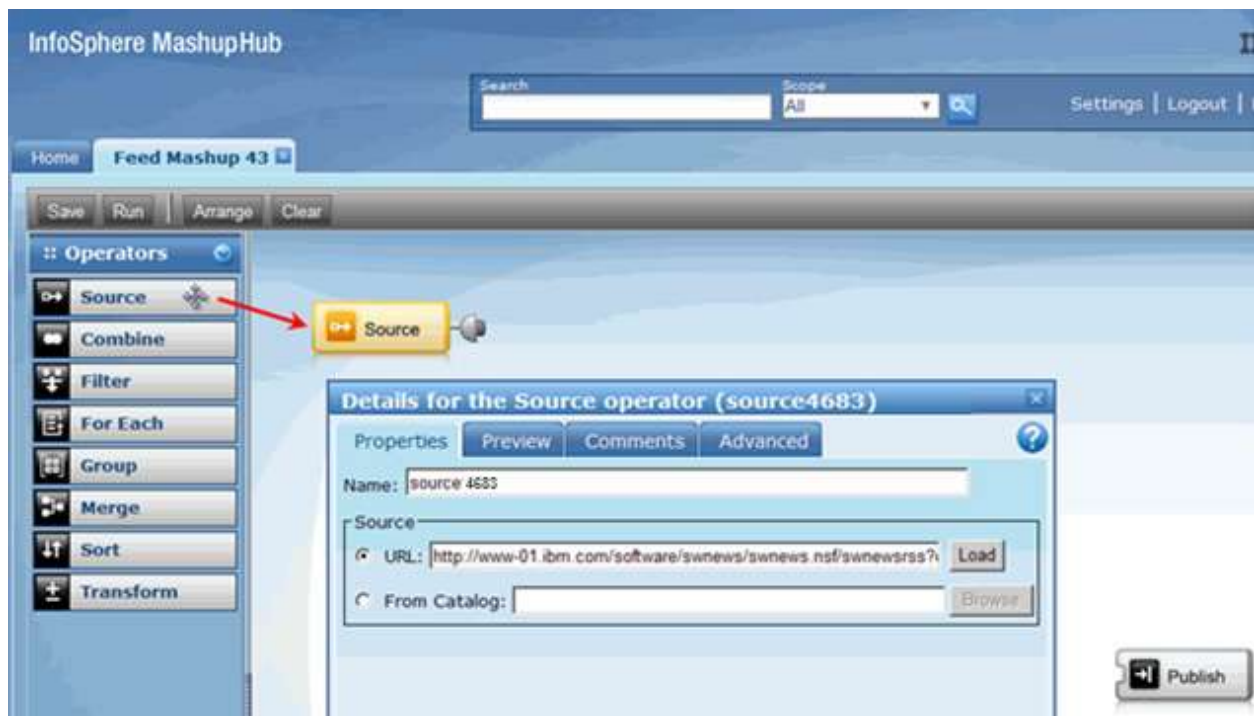 InfoSphere MashupHub
Search
Scope
All
Settings | Logout |
Home
Feed Mashup 43
Save Run | Arrange Clear
Operators
Source
Combine
Filter
For Each
Group
Merge
Sort
Transform
Source
Details for the Source operator (source4683)
Properties Preview Comments Advanced
?
Name: source 4683
Source
URL: http://www-01.ibm.com/software/swnews/swnews.nsf/swnewsrss? Load
From Catalog: Browse
Publish